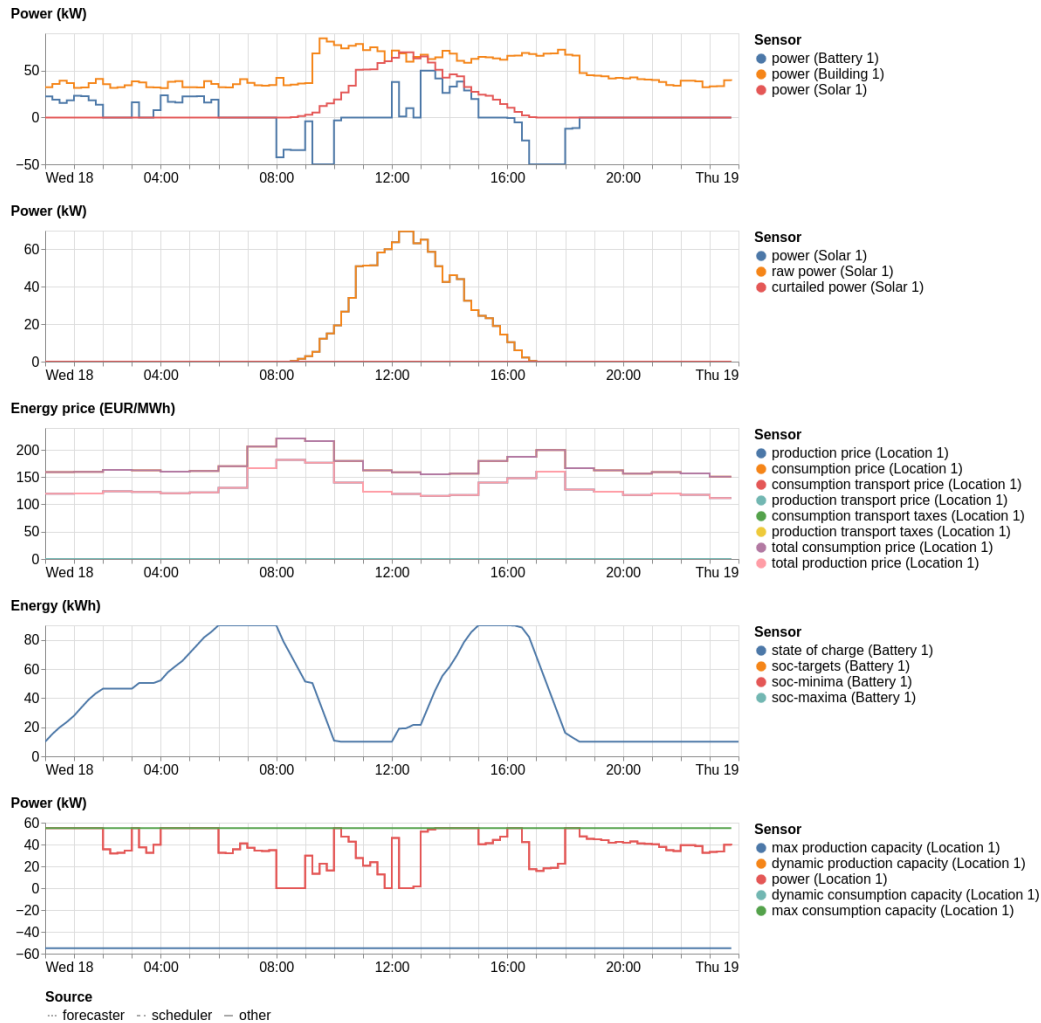 Power (kW)
50
0
−50
Wed 18 04:00 08:00 12:00 16:00 20:00 Thu 19
Sensor
power (Battery 1)
power (Building 1)
power (Solar 1)
Power (kW)
60
40
20
0
Wed 18 04:00 08:00 12:00 16:00 20:00 Thu 19
Sensor
power (Solar 1)
raw power (Solar 1)
curtailed power (Solar 1)
Energy price (EUR/MWh)
200
150
100
50
0
Wed 18 04:00 08:00 12:00 16:00 20:00 Thu 19
Sensor
production price (Location 1)
consumption price (Location 1)
consumption transport price (Location 1)
production transport price (Location 1)
consumption transport taxes (Location 1)
production transport taxes (Location 1)
total consumption price (Location 1)
total production price (Location 1)
Energy (kWh)
80
60
40
20
0
Wed 18 04:00 08:00 12:00 16:00 20:00 Thu 19
Sensor
state of charge (Battery 1)
soc-targets (Battery 1)
soc-minima (Battery 1)
soc-maxima (Battery 1)
Power (kW)
60
40
20
0
−20
−40
−60
Wed 18 04:00 08:00 12:00 16:00 20:00 Thu 19
Sensor
max production capacity (Location 1)
dynamic production capacity (Location 1)
power (Location 1)
dynamic consumption capacity (Location 1)
max consumption capacity (Location 1)
Source
forecaster scheduler other